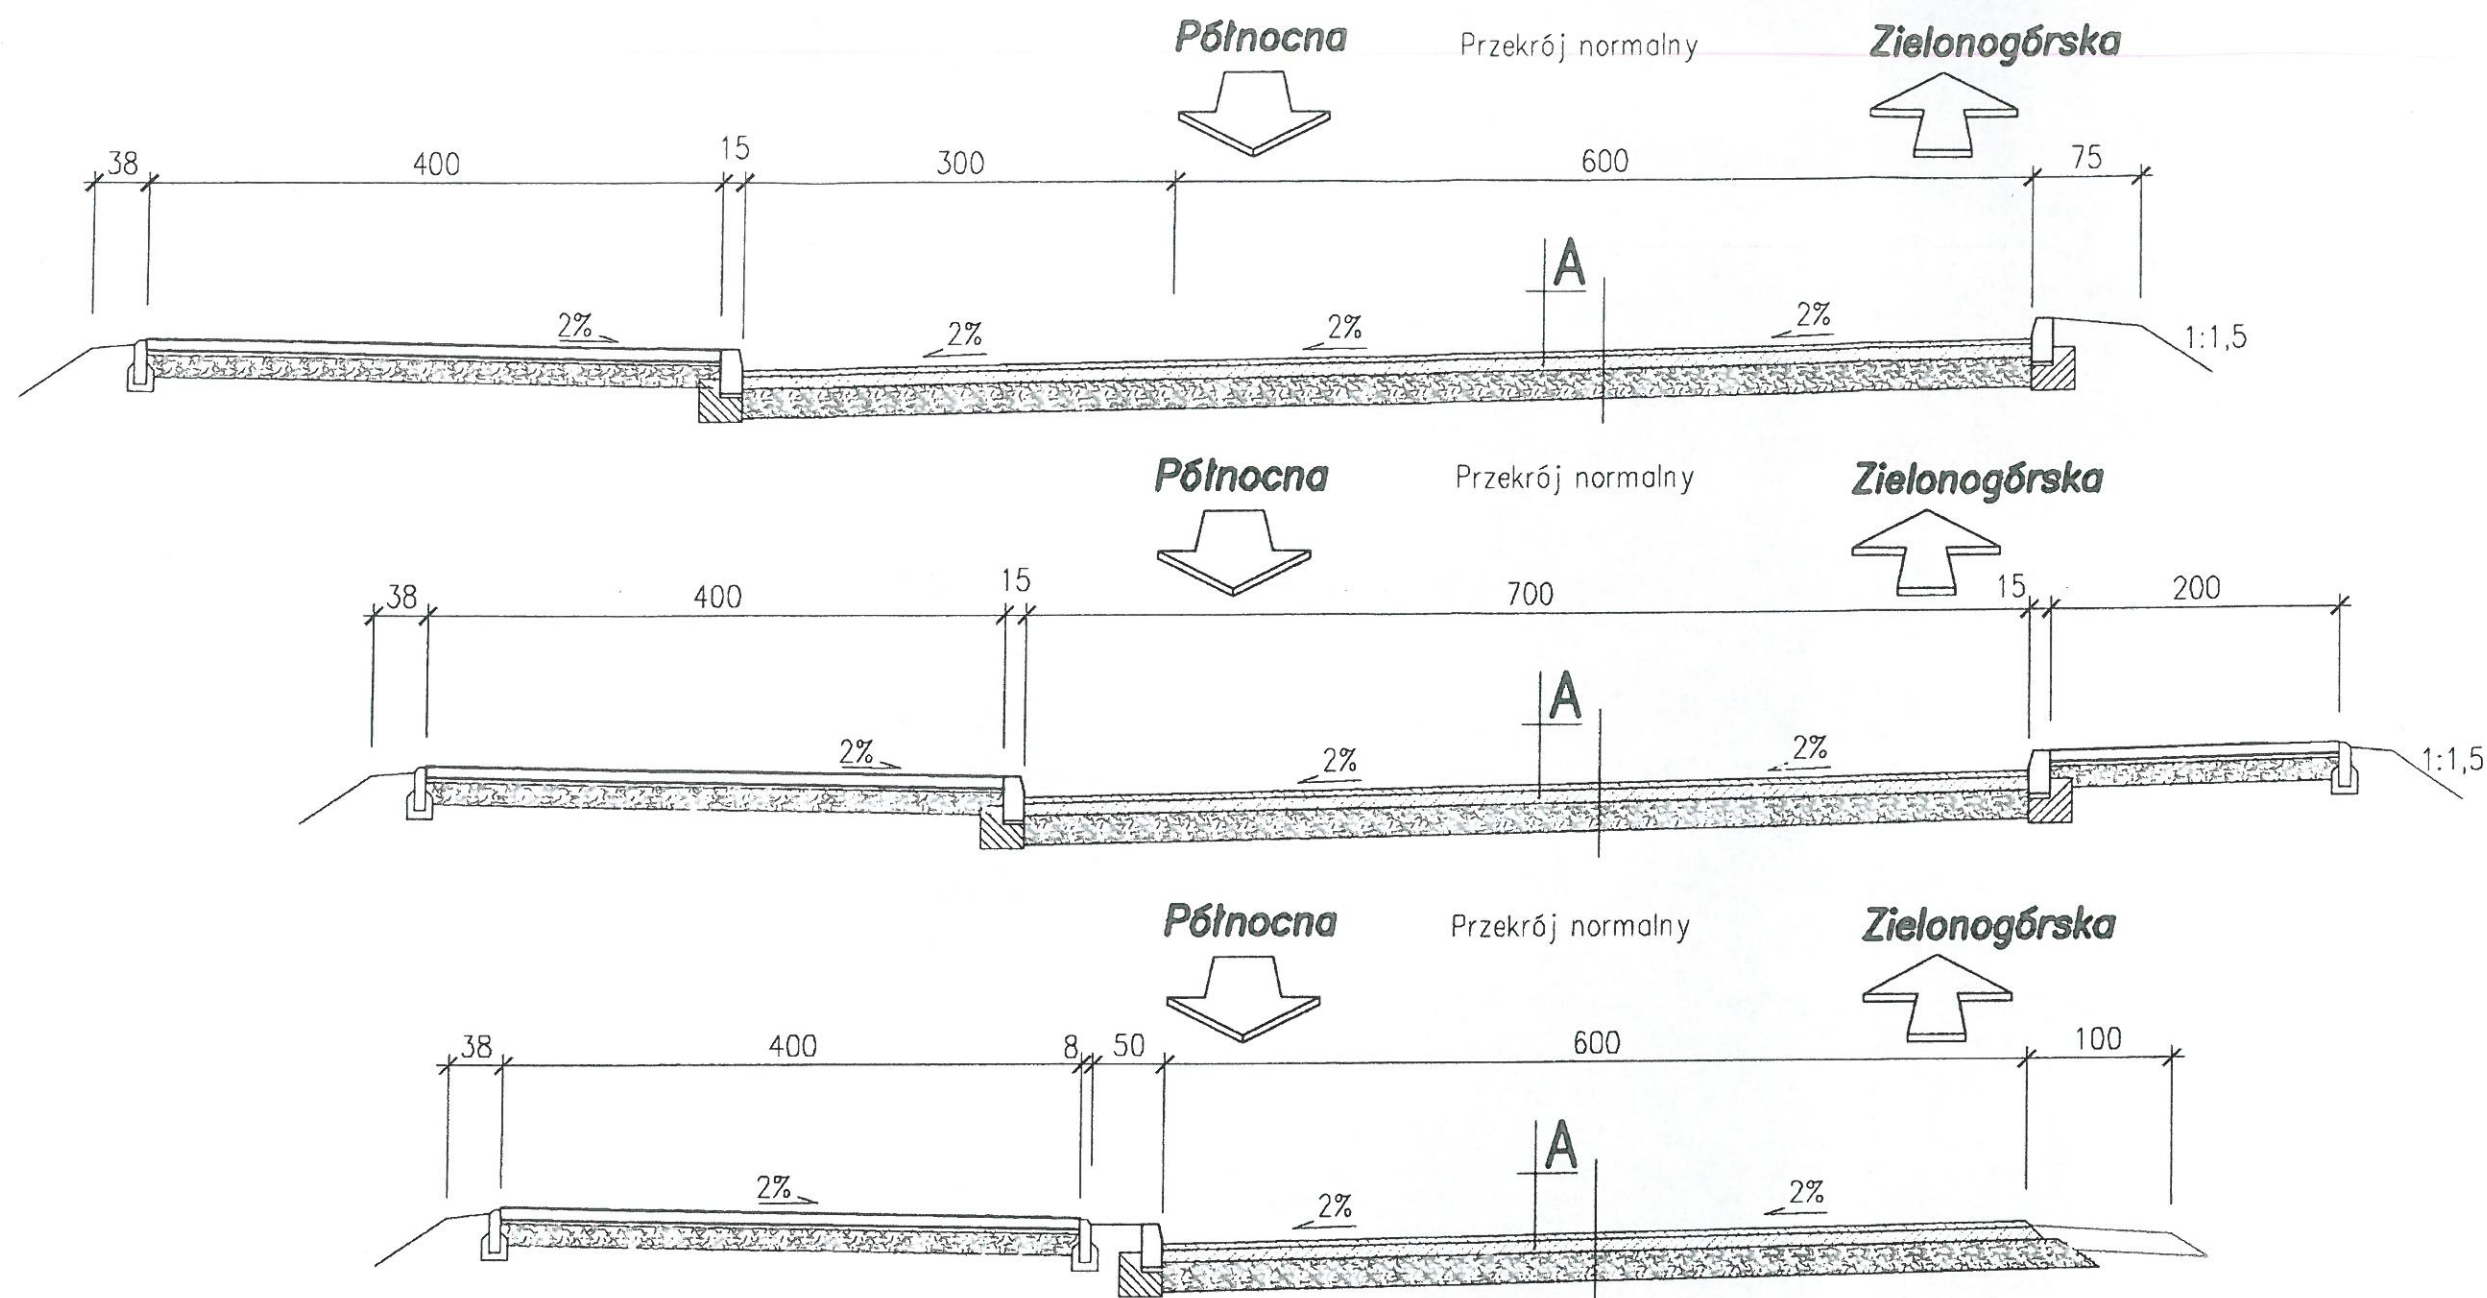 Północna Przekrój normalny Zielonogórska
38 400 15 300 600 75
A
2% 2% 2% 2% 1:1,5
Północna Przekrój normalny Zielonogórska
38 400 15 700 15 200
A
2% 2% 2% 1:1,5
Północna Przekrój normalny Zielonogórska
38 400 8 50 600 100
A
2% 2% 2%